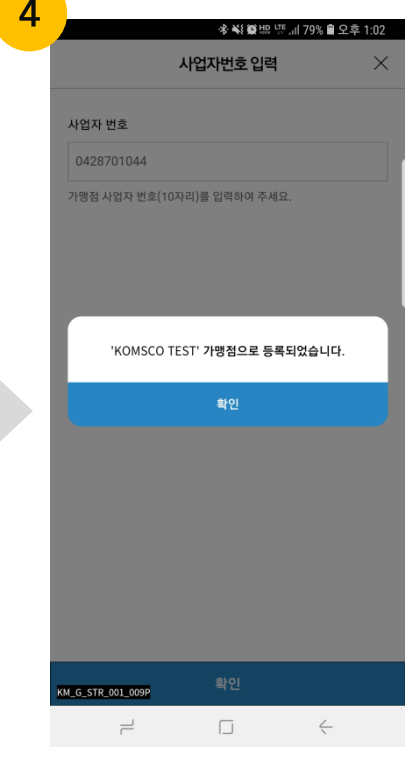 4
79% 오후 1:02
사업자번호 입력
사업자 번호
0428701044
가맹점 사업자 번호(10자리)를 입력하여 주세요.
'KOMSCO TEST' 가맹점으로 등록되었습니다.
확인
확인
KM_G_STR_001_009P